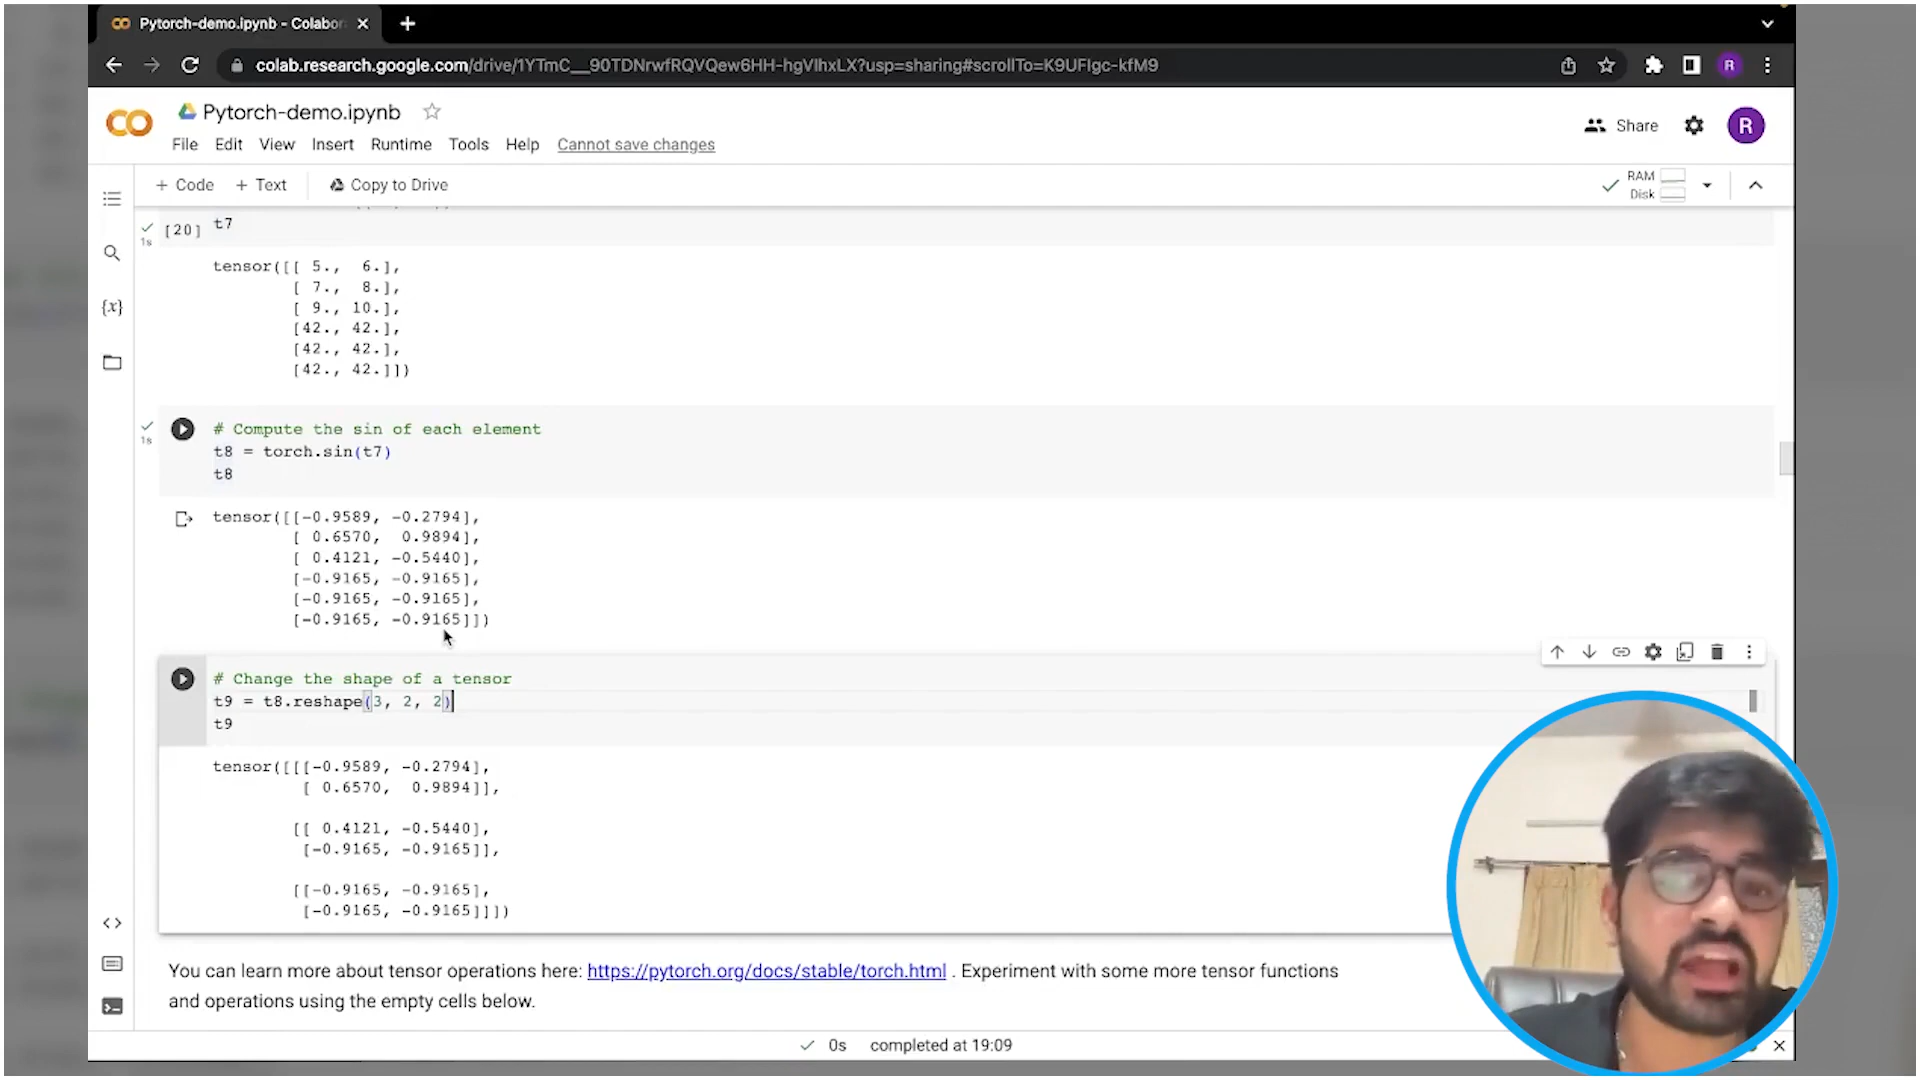 Pytorch-demo.ipynb - Colabor
colab.research.google.com/drive/1YTmC__90TDNrwfRQVQew6HH-hgVIhxLX?usp=sharing#scrollTo=K9UFIgc-kfM9
R
Pytorch-demo.ipynb
Share
R
File Edit View Insert Runtime Tools Help Cannot save changes
+ Code + Text Copy to Drive
RAM
Disk
[20] t7
1s
tensor([[ 5., 6.],
[ 7., 8.],
[ 9., 10.],
[42., 42.],
[42., 42.],
[42., 42.]])
{x}
# Compute the sin of each element
1s
t8 = torch.sin(t7)
t8
tensor([[-0.9589, -0.2794],
[ 0.6570, 0.9894],
[ 0.4121, -0.5440],
[-0.9165, -0.9165],
[-0.9165, -0.9165],
[-0.9165, -0.9165]])
# Change the shape of a tensor
t9 = t8.reshape(3, 2, 2)
t9
tensor([[[-0.9589, -0.2794],
[ 0.6570, 0.9894]],
[[ 0.4121, -0.5440],
[-0.9165, -0.9165]],
[[-0.9165, -0.9165],
[-0.9165, -0.9165]]])
You can learn more about tensor operations here: https://pytorch.org/docs/stable/torch.html . Experiment with some more tensor functions
and operations using the empty cells below.
0s completed at 19:09